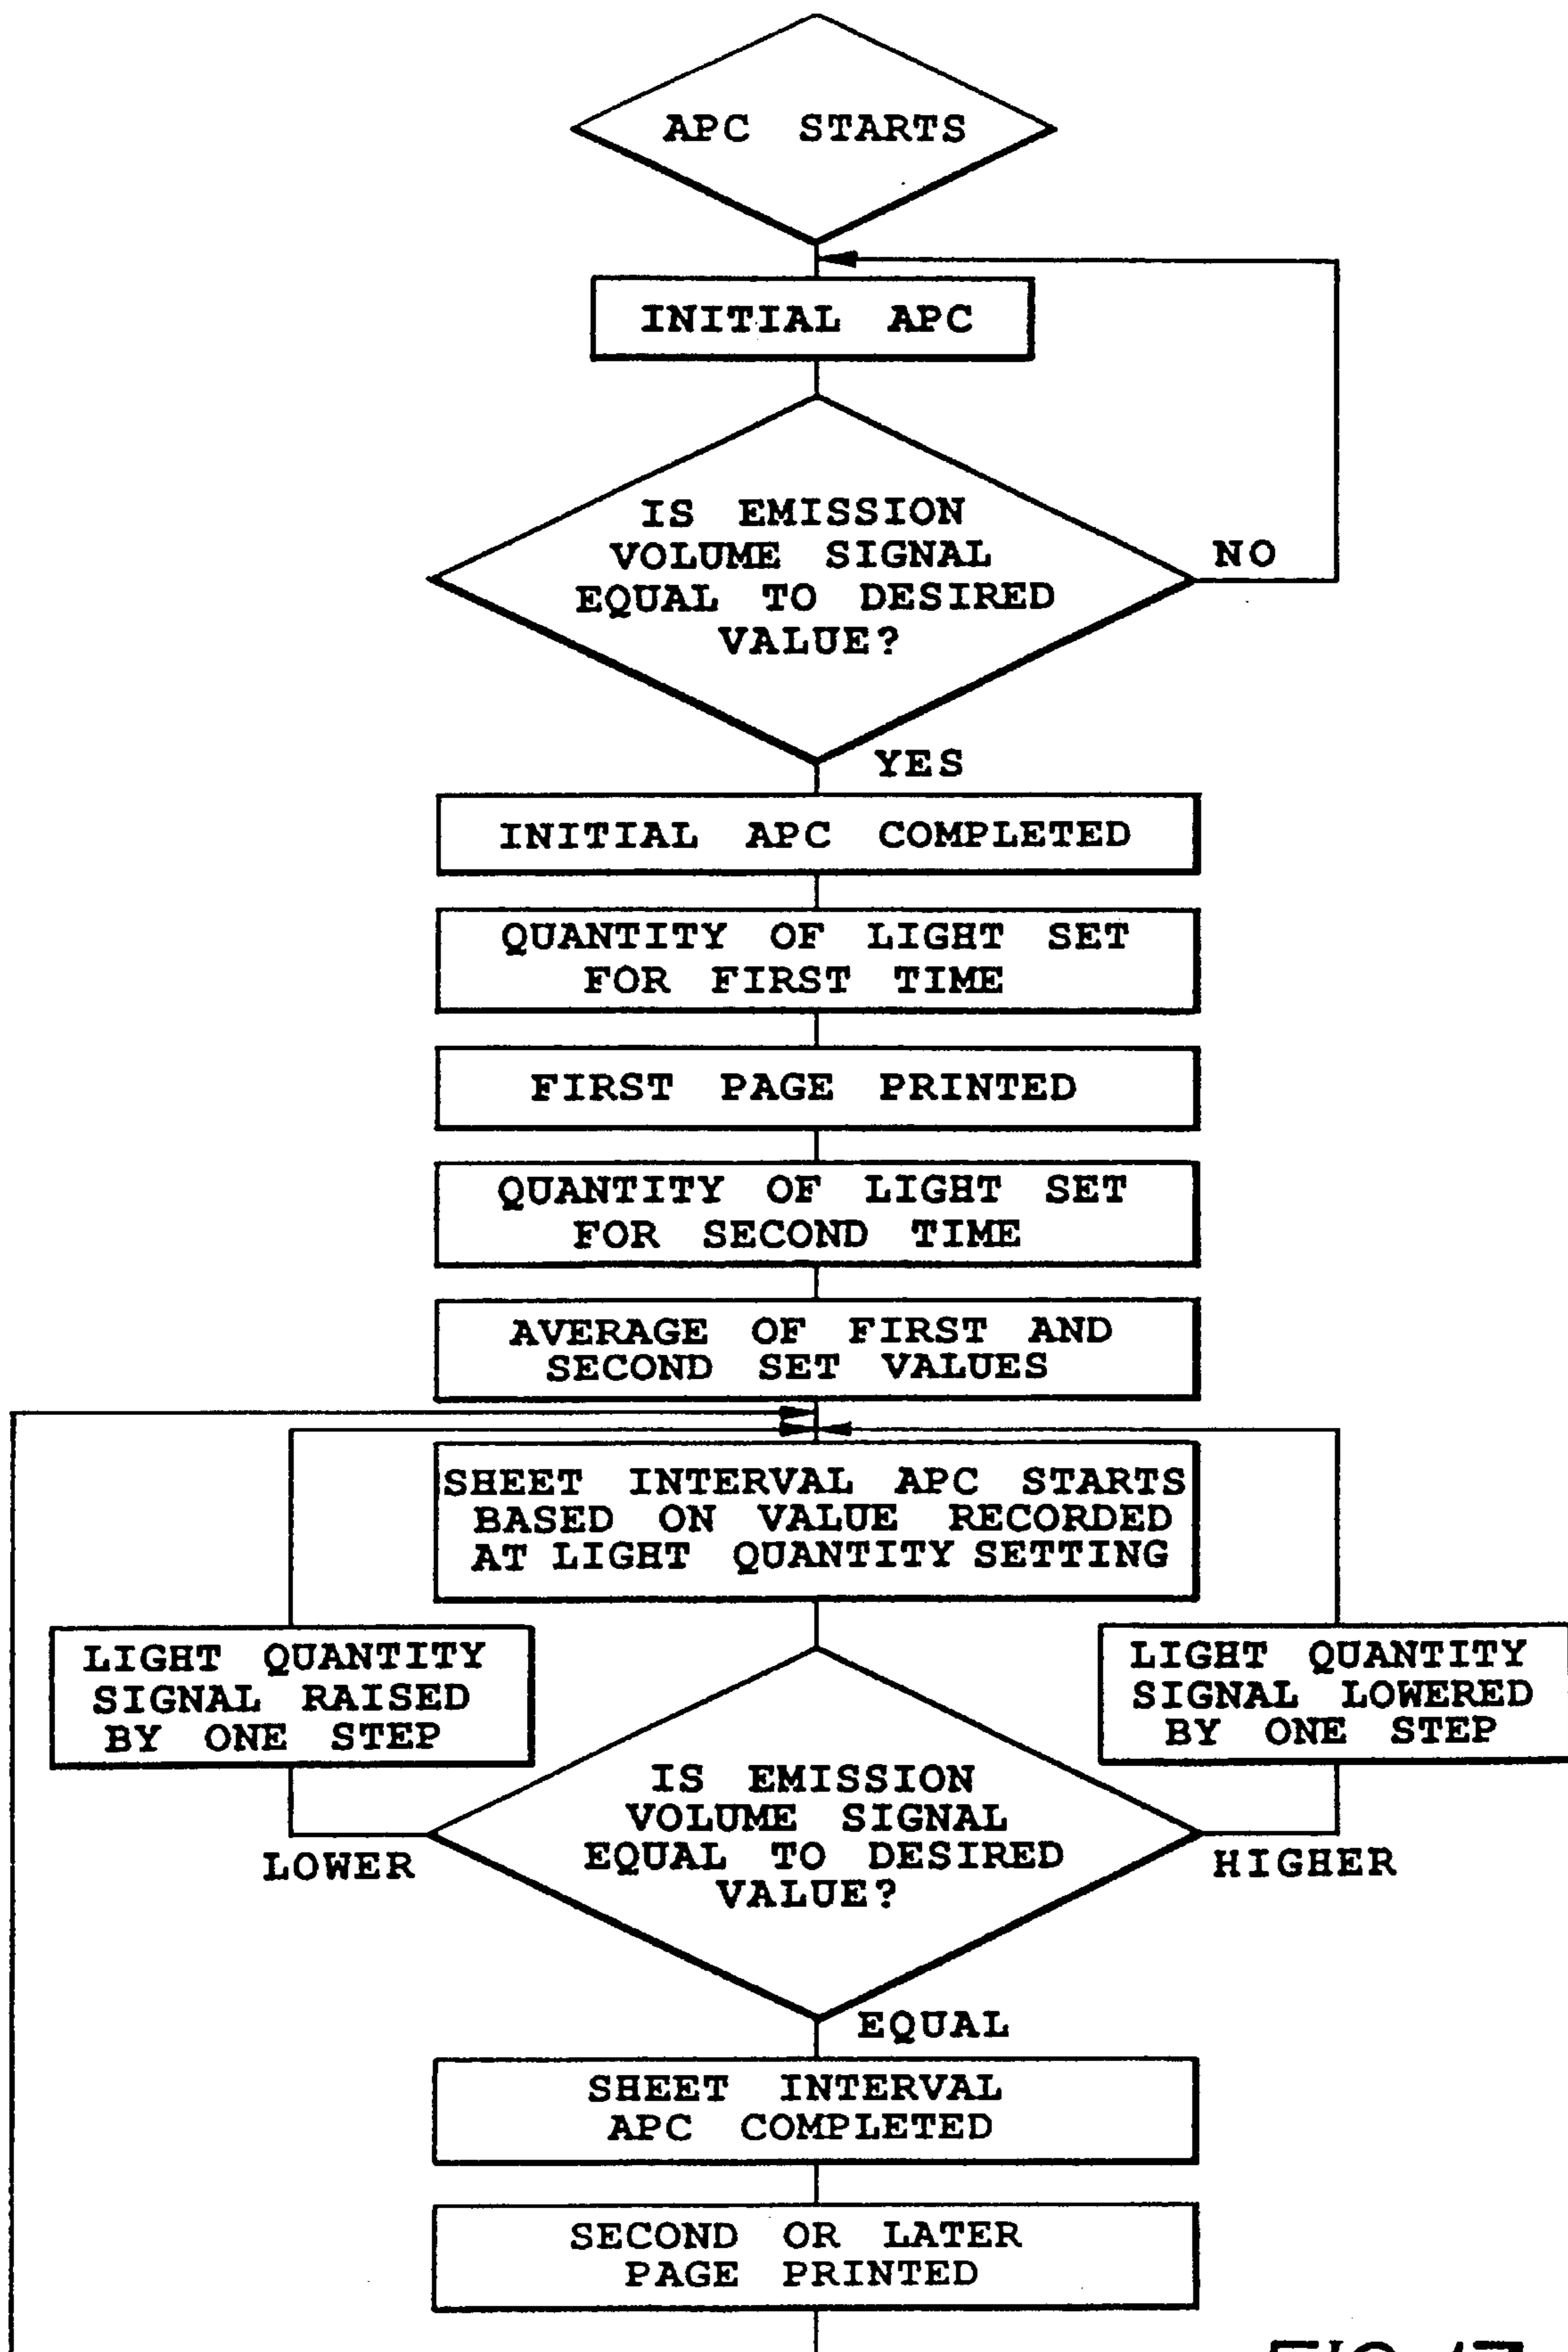 APC STARTS
INITIAL APC
IS EMISSION
VOLUME SIGNAL
EQUAL TO DESIRED
VALUE?
NO
YES
INITIAL APC COMPLETED
QUANTITY OF LIGHT SET
FOR FIRST TIME
FIRST PAGE PRINTED
QUANTITY OF LIGHT SET
FOR SECOND TIME
AVERAGE OF FIRST AND
SECOND SET VALUES
SHEET INTERVAL APC STARTS
BASED ON VALUE RECORDED
AT LIGHT QUANTITY SETTING
LIGHT QUANTITY
SIGNAL RAISED
BY ONE STEP
LIGHT QUANTITY
SIGNAL LOWERED
BY ONE STEP
IS EMISSION
VOLUME SIGNAL
EQUAL TO DESIRED
VALUE?
LOWER
HIGHER
EQUAL
SHEET INTERVAL
APC COMPLETED
SECOND OR LATER
PAGE PRINTED